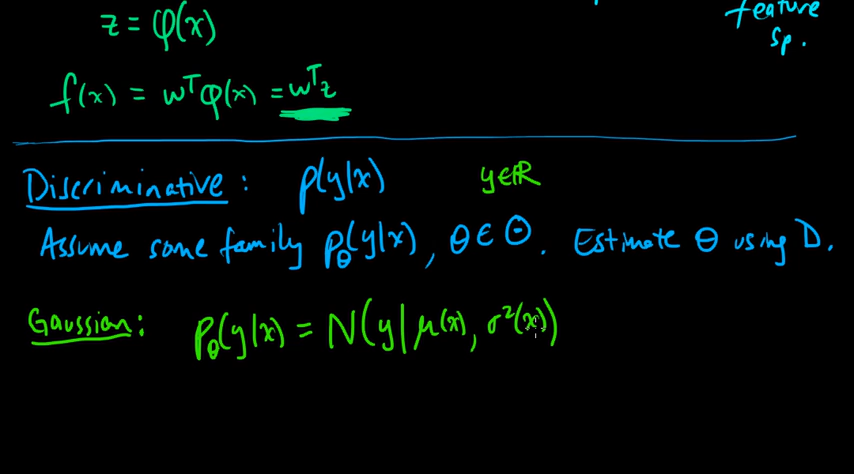 z = φ(x)
feature
sp.
f(x) = wᵀφ(x) = wᵀz
Discriminative: p(y|x) y∈ℝ
Assume some family p_θ(y|x), θ ∈ Θ. Estimate θ using D.
Gaussian: p_θ(y|x) = N(y|μ(x), σ²(x))